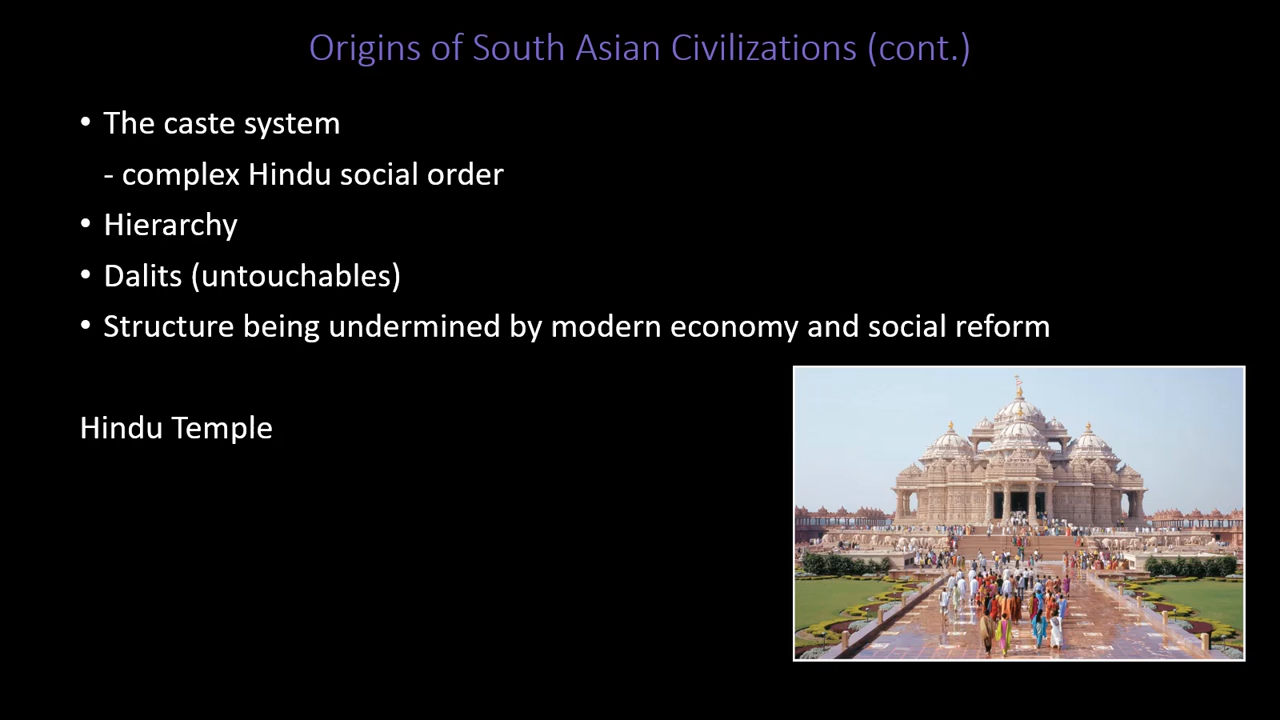 Origins of South Asian Civilizations (cont.)
• The caste system
- complex Hindu social order
• Hierarchy
• Dalits (untouchables)
• Structure being undermined by modern economy and social reform
Hindu Temple